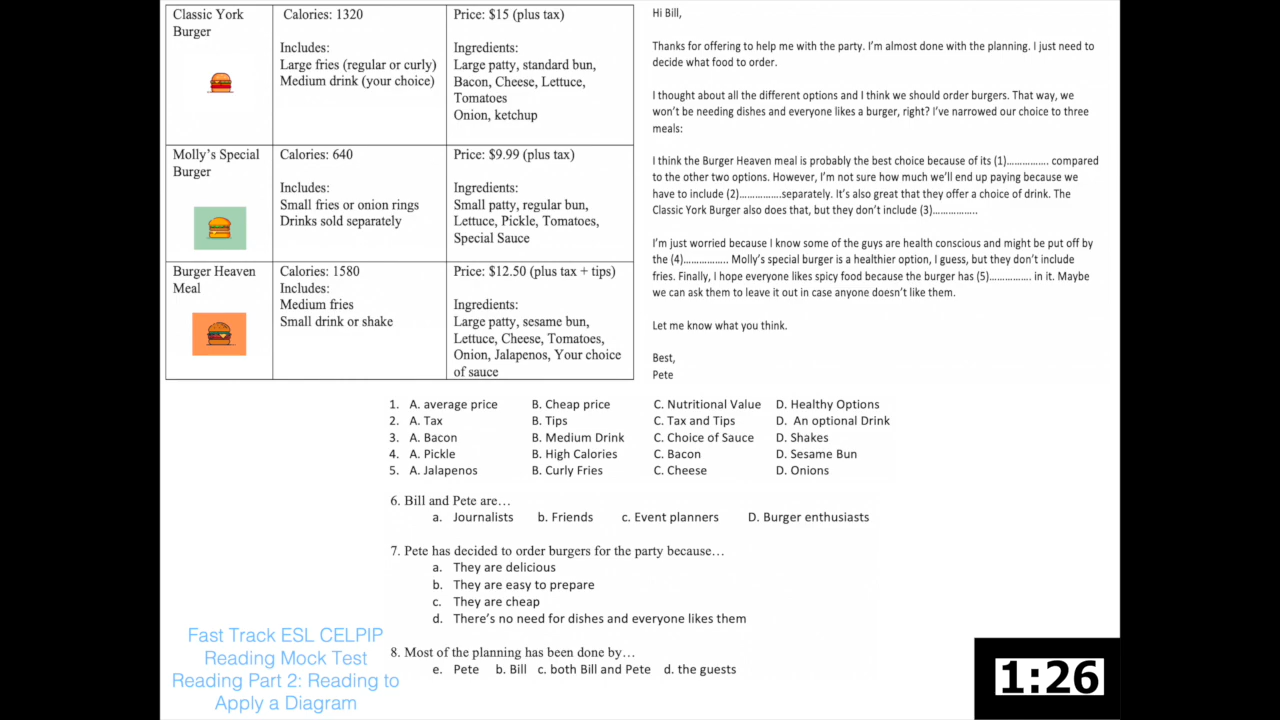 Classic York
Burger
Calories: 1320
Includes:
Large fries (regular or curly)
Medium drink (your choice)
Price: $15 (plus tax)
Ingredients:
Large patty, standard bun,
Bacon, Cheese, Lettuce,
Tomatoes
Onion, ketchup
Molly's Special
Burger
Calories: 640
Includes:
Small fries or onion rings
Drinks sold separately
Price: $9.99 (plus tax)
Ingredients:
Small patty, regular bun,
Lettuce, Pickle, Tomatoes,
Special Sauce
Burger Heaven
Meal
Calories: 1580
Includes:
Medium fries
Small drink or shake
Price: $12.50 (plus tax + tips)
Ingredients:
Large patty, sesame bun,
Lettuce, Cheese, Tomatoes,
Onion, Jalapenos, Your choice
of sauce
Hi Bill,
Thanks for offering to help me with the party. I'm almost done with the planning. I just need to
decide what food to order.
I thought about all the different options and I think we should order burgers. That way, we
won't be needing dishes and everyone likes a burger, right? I've narrowed our choice to three
meals:
I think the Burger Heaven meal is probably the best choice because of its (1)……………. compared
to the other two options. However, I'm not sure how much we'll end up paying because we
have to include (2)…………….separately. It's also great that they offer a choice of drink. The
Classic York Burger also does that, but they don't include (3)……………..
I'm just worried because I know some of the guys are health conscious and might be put off by
the (4)…………….. Molly's special burger is a healthier option, I guess, but they don't include
fries. Finally, I hope everyone likes spicy food because the burger has (5)……………. in it. Maybe
we can ask them to leave it out in case anyone doesn't like them.
Let me know what you think.
Best,
Pete
1. A. average price B. Cheap price C. Nutritional Value D. Healthy Options
2. A. Tax B. Tips C. Tax and Tips D. An optional Drink
3. A. Bacon B. Medium Drink C. Choice of Sauce D. Shakes
4. A. Pickle B. High Calories C. Bacon D. Sesame Bun
5. A. Jalapenos B. Curly Fries C. Cheese D. Onions
6. Bill and Pete are…
a. Journalists b. Friends c. Event planners D. Burger enthusiasts
7. Pete has decided to order burgers for the party because…
a. They are delicious
b. They are easy to prepare
c. They are cheap
d. There's no need for dishes and everyone likes them
8. Most of the planning has been done by…
e. Pete b. Bill c. both Bill and Pete d. the guests
Fast Track ESL CELPIP
Reading Mock Test
Reading Part 2: Reading to
Apply a Diagram
1:26